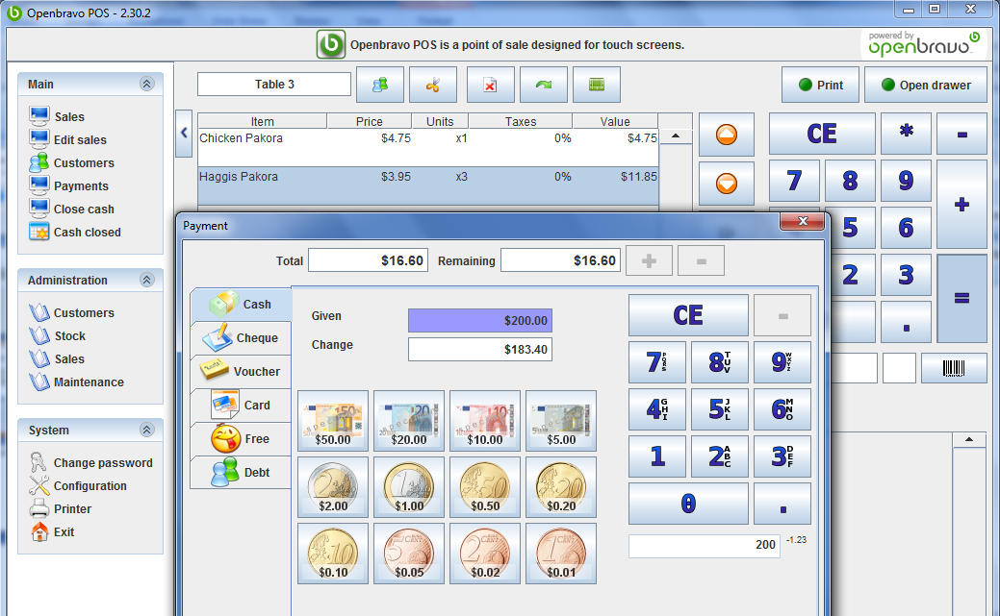 Openbravo POS - 2.30.2
Openbravo POS is a point of sale designed for touch screens.
powered by
openbravo
Main
Sales
Edit sales
Customers
Payments
Close cash
Cash closed
Administration
Customers
Stock
Sales
Maintenance
System
Change password
Configuration
Printer
Exit
Table 3
Print
Open drawer
Item Price Units Taxes Value
Chicken Pakora $4.75 x1 0% $4.75
Haggis Pakora $3.95 x3 0% $11.85
CE * -
7 8 9 +
5 6
2 3 =
.
Payment
Total $16.60 Remaining $16.60 + -
Cash
Cheque
Voucher
Card
Free
Debt
Given $200.00
Change $183.40
$50.00 $20.00 $10.00 $5.00
$2.00 $1.00 $0.50 $0.20
$0.10 $0.05 $0.02 $0.01
CE -
7 PQRS 8 TUV 9 WXYZ
4 GHI 5 JKL 6 MNO
1 2 ABC 3 DEF
0 .
200 -1.23